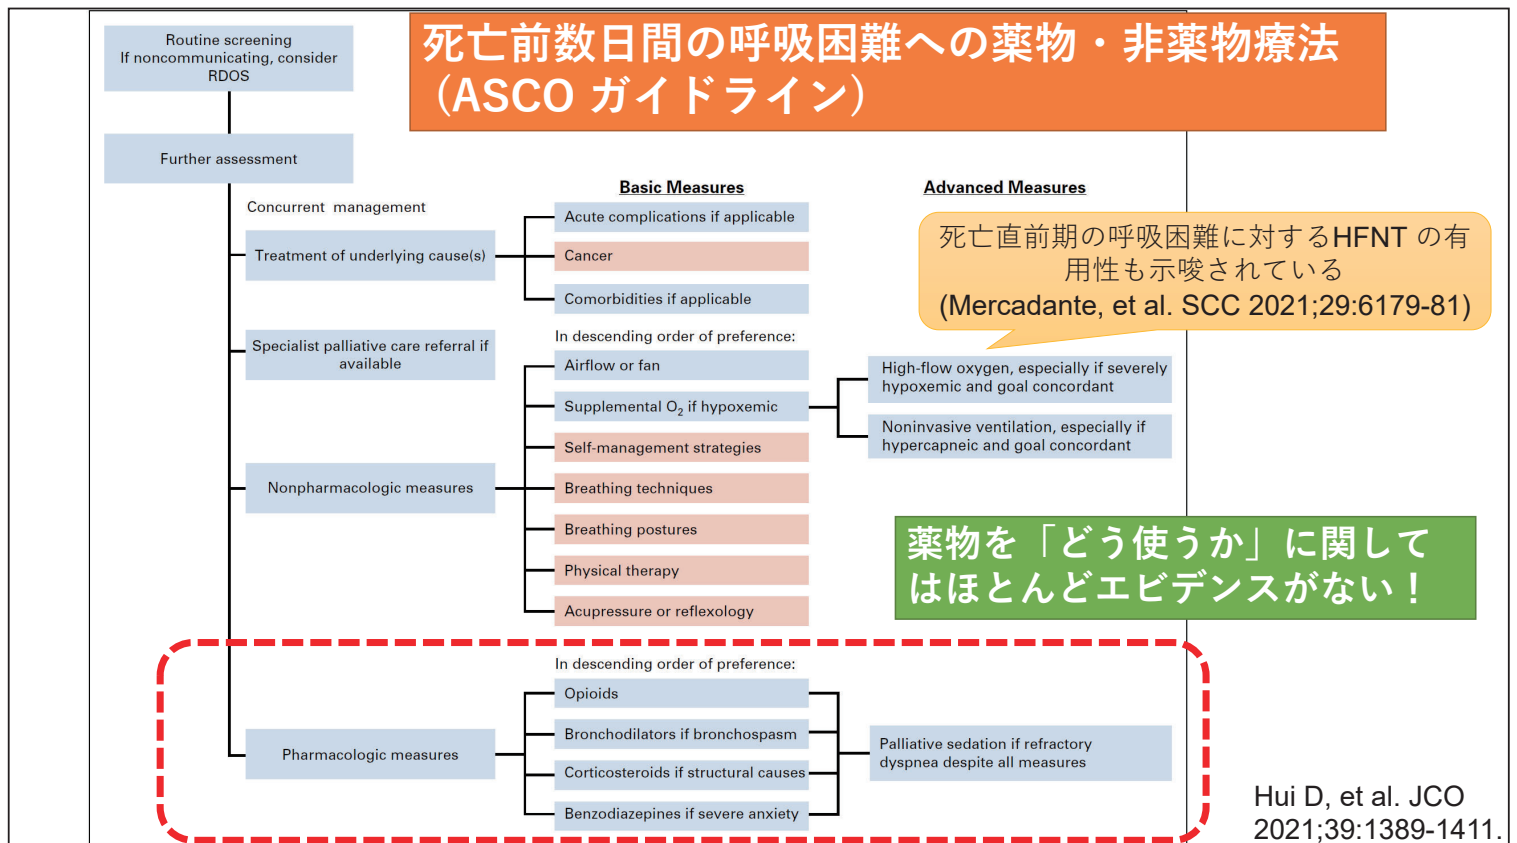 死亡前数日間の呼吸困難への薬物・非薬物療法
（ASCO ガイドライン）
Routine screening
If noncommunicating, consider
RDOS
Further assessment
Concurrent management
Basic Measures
Advanced Measures
Treatment of underlying cause(s)
Acute complications if applicable
Cancer
Comorbidities if applicable
死亡直前期の呼吸困難に対するHFNT の有
用性も示唆されている
(Mercadante, et al. SCC 2021;29:6179-81)
Specialist palliative care referral if
available
In descending order of preference:
Airflow or fan
Supplemental O₂ if hypoxemic
Self-management strategies
Breathing techniques
Breathing postures
Physical therapy
Acupressure or reflexology
Nonpharmacologic measures
High-flow oxygen, especially if severely
hypoxemic and goal concordant
Noninvasive ventilation, especially if
hypercapneic and goal concordant
薬物を「どう使うか」に関して
はほとんどエビデンスがない！
In descending order of preference:
Opioids
Bronchodilators if bronchospasm
Corticosteroids if structural causes
Benzodiazepines if severe anxiety
Pharmacologic measures
Palliative sedation if refractory
dyspnea despite all measures
Hui D, et al. JCO
2021;39:1389-1411.